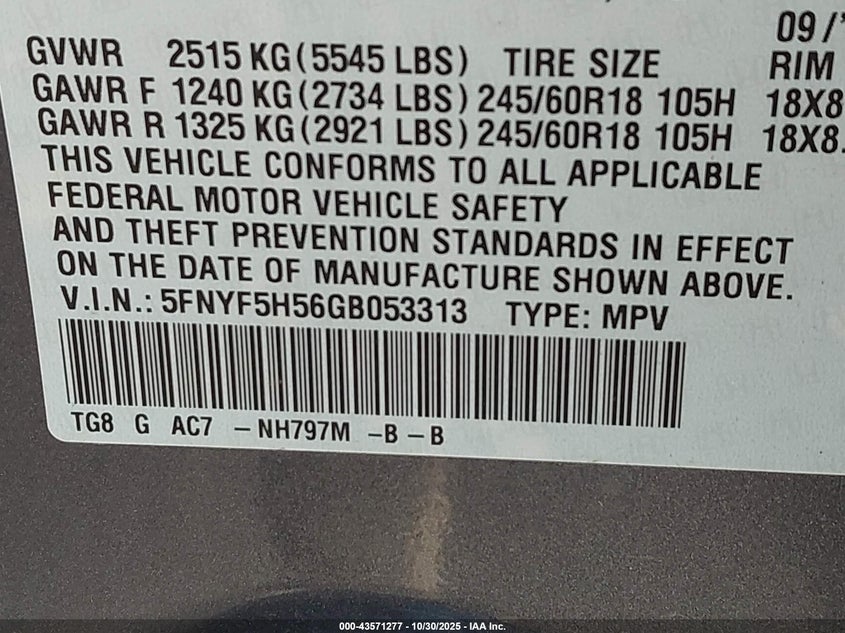 09/
GVWR 2515 KG (5545 LBS) TIRE SIZE RIM
GAWR F 1240 KG (2734 LBS) 245/60R18 105H 18X8
GAWR R 1325 KG (2921 LBS) 245/60R18 105H 18X8.
THIS VEHICLE CONFORMS TO ALL APPLICABLE
FEDERAL MOTOR VEHICLE SAFETY
AND THEFT PREVENTION STANDARDS IN EFFECT
ON THE DATE OF MANUFACTURE SHOWN ABOVE.
V.I.N.: 5FNYF5H56GB053313 TYPE: MPV
TG8 G AC7 -NH797M -B-B
000-43571277 - 10/30/2025 - IAA Inc.